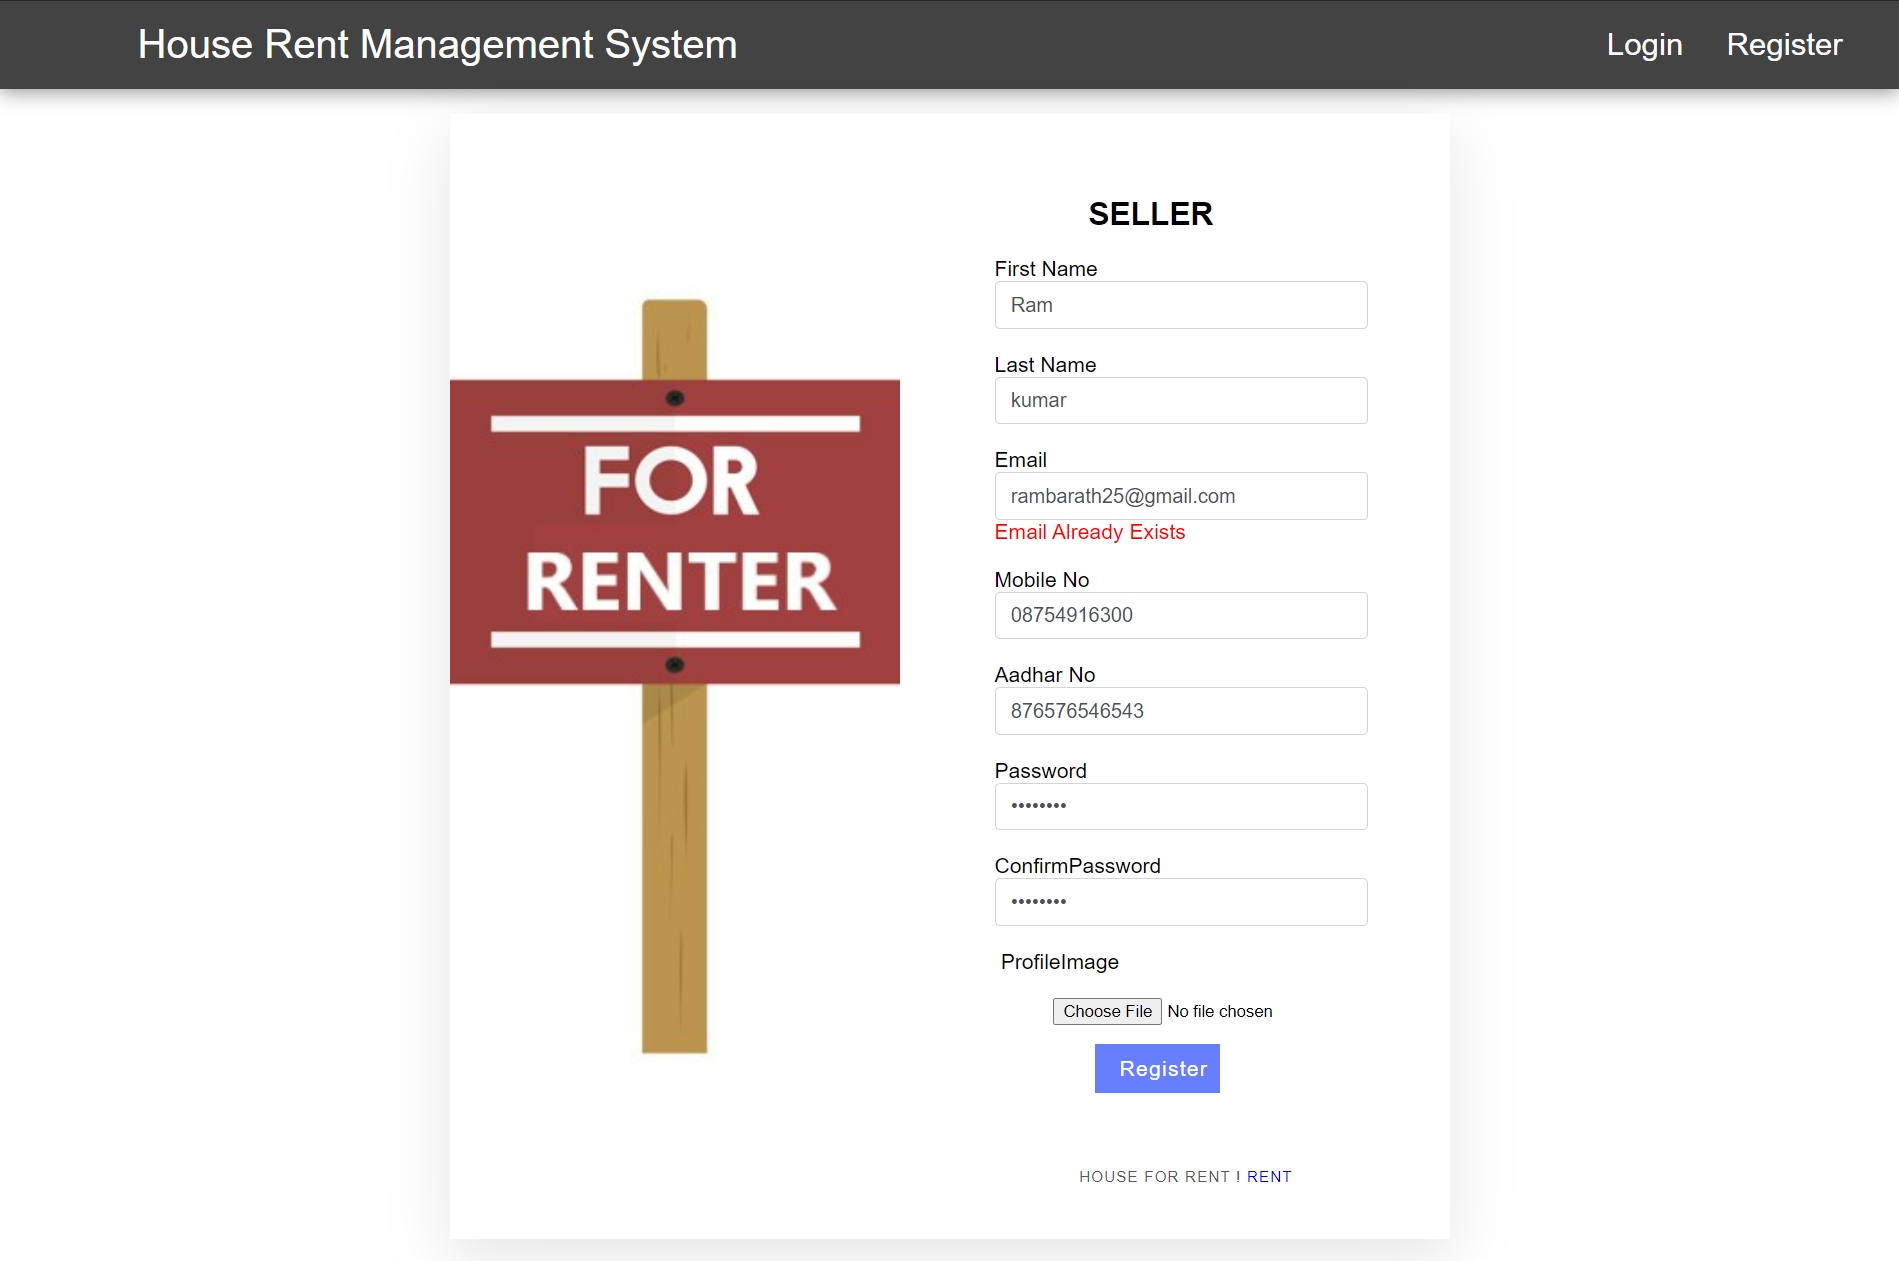 House Rent Management System
Login
Register
FOR
RENTER
SELLER
First Name
Ram
Last Name
kumar
Email
rambarath25@gmail.com
Email Already Exists
Mobile No
08754916300
Aadhar No
876576546543
Password
••••••••
ConfirmPassword
••••••••
ProfileImage
Choose File No file chosen
Register
HOUSE FOR RENT ! RENT